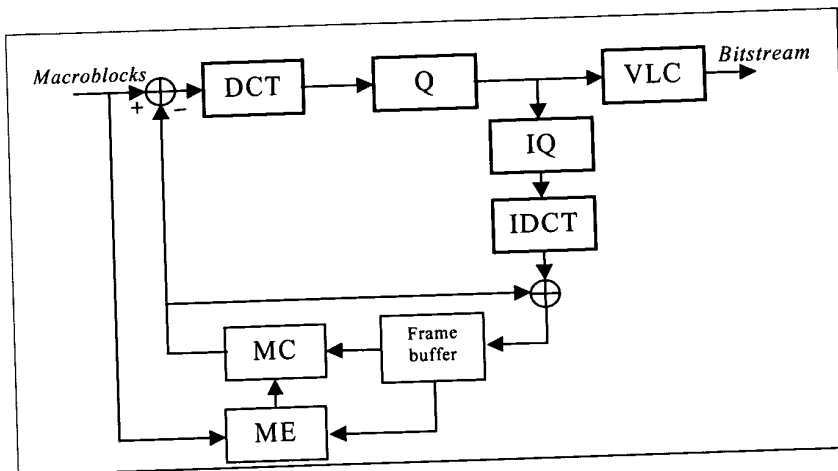 Macroblocks
+
−
DCT
Q
VLC
Bitstream
IQ
IDCT
Frame
buffer
MC
ME